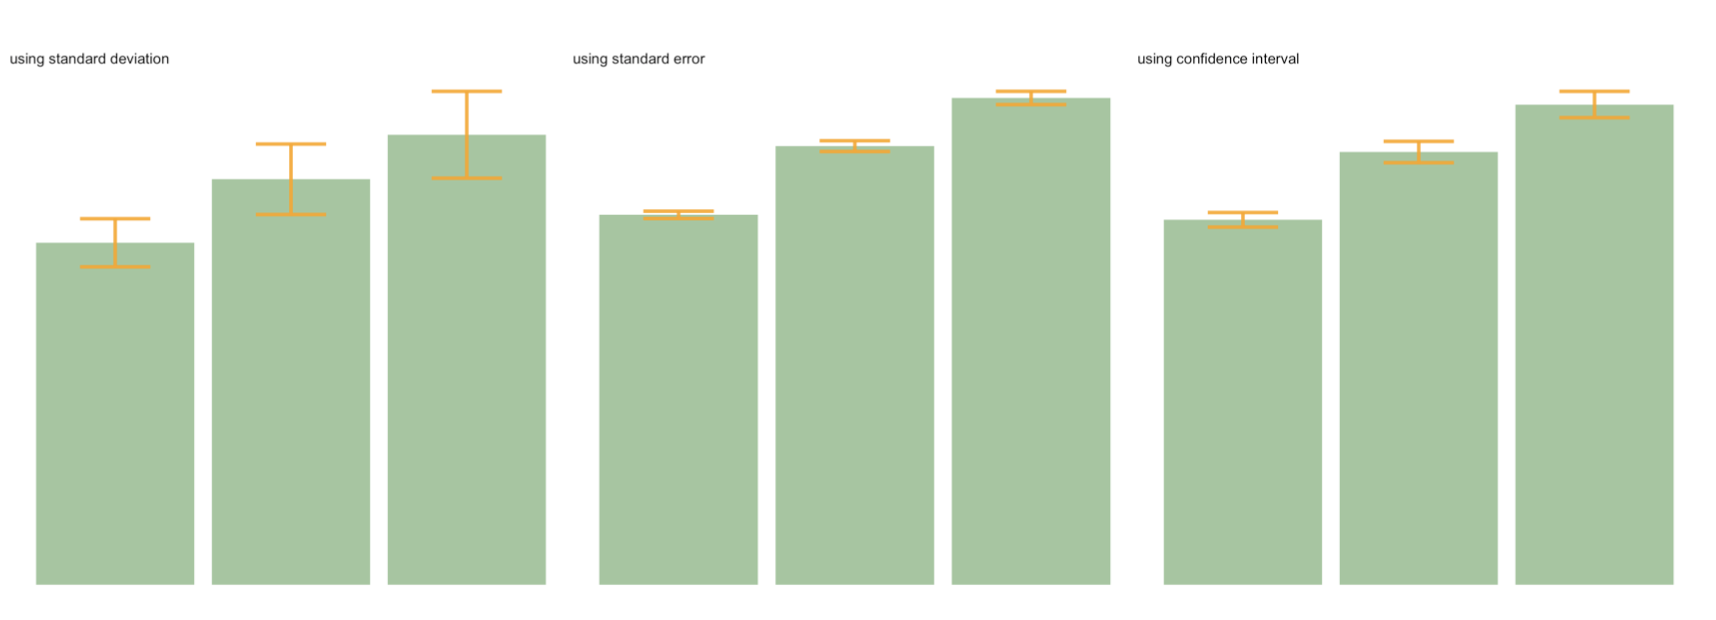 using standard deviation
using standard error
using confidence interval